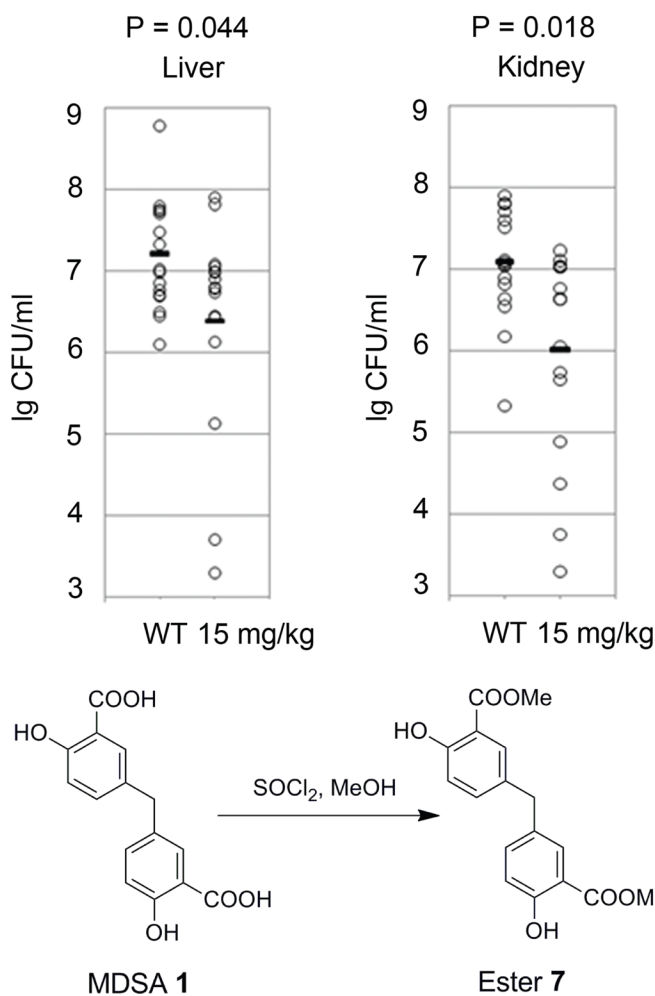 P = 0.044
Liver
9
8
7
6
5
4
3
lg CFU/ml
WT 15 mg/kg
P = 0.018
Kidney
9
8
7
6
5
4
3
lg CFU/ml
WT 15 mg/kg
COOH
HO
COOH
OH
MDSA 1
SOCl₂, MeOH
COOMe
HO
COOM
OH
Ester 7